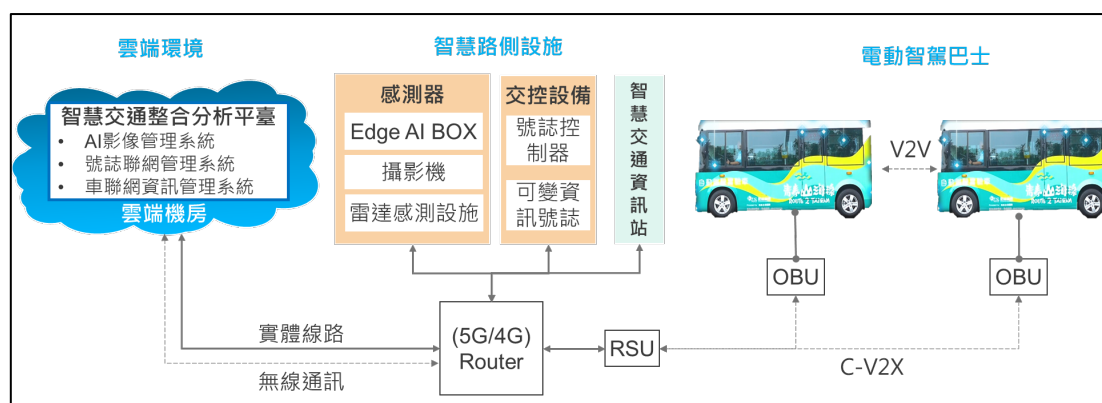 雲端環境
智慧路側設施
電動智駕巴士
智慧交通整合分析平臺
• AI影像管理系統
• 號誌聯網管理系統
• 車聯網資訊管理系統
雲端機房
感測器
Edge AI BOX
攝影機
雷達感測設施
交控設備
號誌控
制器
可變資
訊號誌
智慧交通資訊站
V2V
OBU
OBU
實體線路
無線通訊
(5G/4G)
Router
RSU
C-V2X